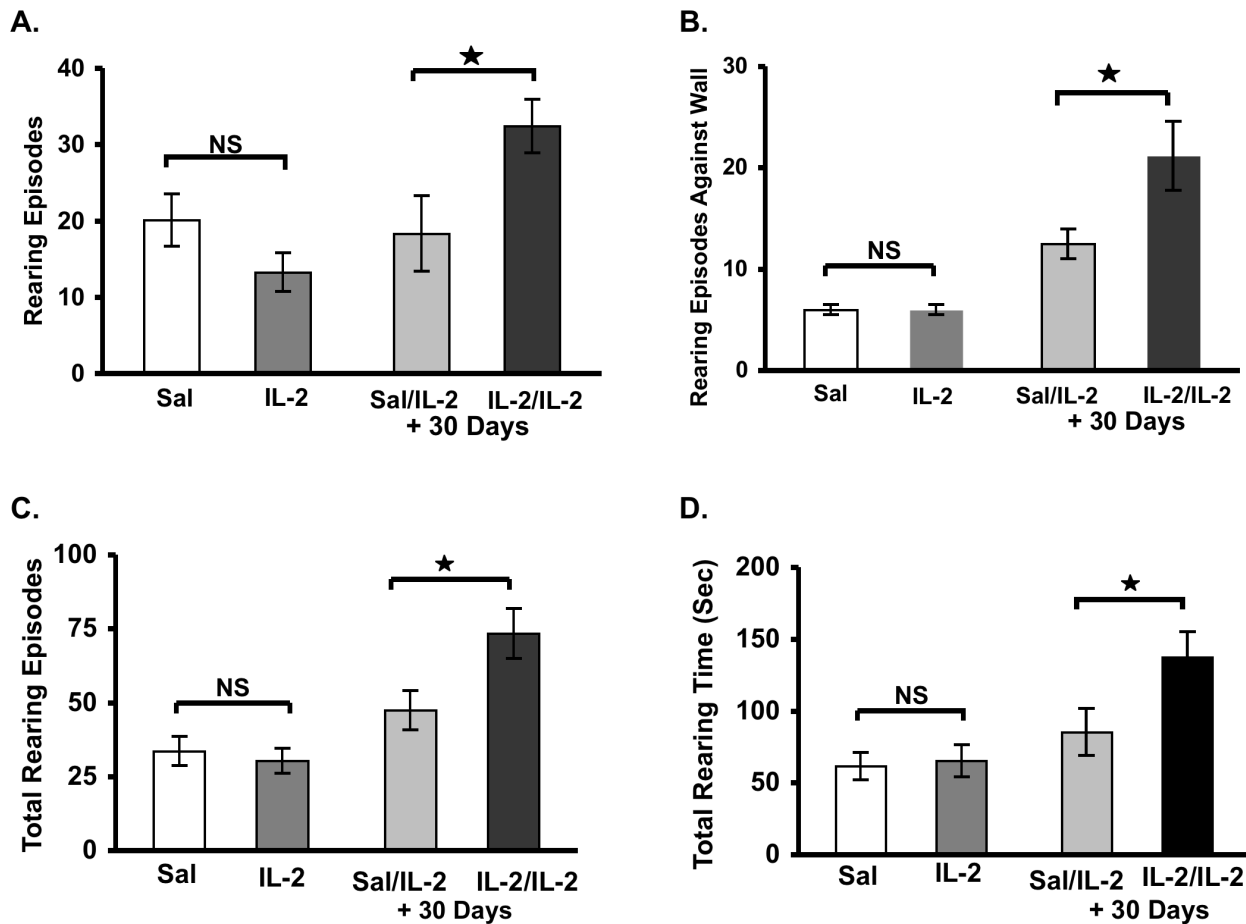 A.
Rearing Episodes
40
30
20
10
0
NS
Sal
IL-2
Sal/IL-2
IL-2/IL-2
+ 30 Days
B.
Rearing Episodes Against Wall
30
20
10
0
NS
Sal
IL-2
Sal/IL-2
IL-2/IL-2
+ 30 Days
C.
Total Rearing Episodes
100
75
50
25
0
NS
Sal
IL-2
Sal/IL-2
IL-2/IL-2
+ 30 Days
D.
Total Rearing Time (Sec)
200
150
100
50
0
NS
Sal
IL-2
Sal/IL-2
IL-2/IL-2
+ 30 Days